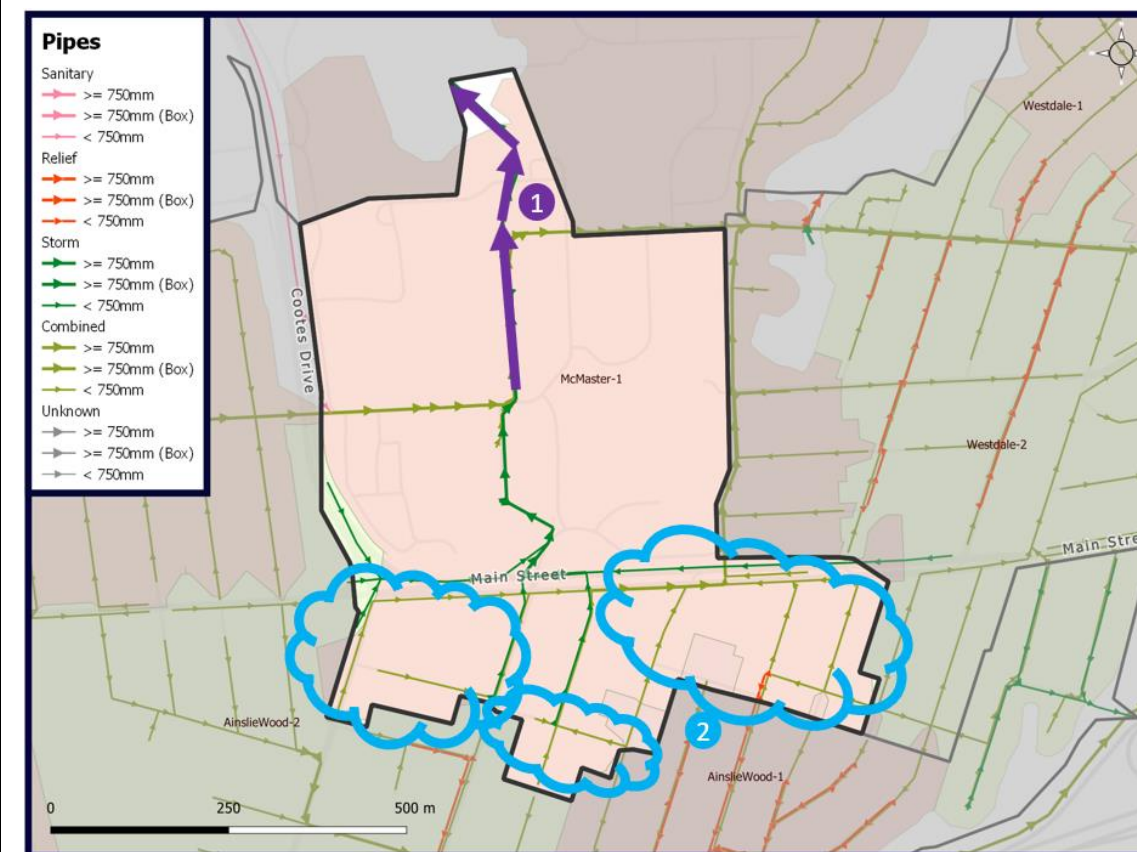 Pipes
Sanitary
>= 750mm
>= 750mm (Box)
< 750mm
Relief
>= 750mm
>= 750mm (Box)
< 750mm
Storm
>= 750mm
>= 750mm (Box)
< 750mm
Combined
>= 750mm
>= 750mm (Box)
< 750mm
Unknown
>= 750mm
>= 750mm (Box)
< 750mm
Westdale-1
1
Cootes Drive
McMaster-1
Westdale-2
Main Stre
Main Street
AinslieWood-2
2
AinslieWood-1
0 250 500 m